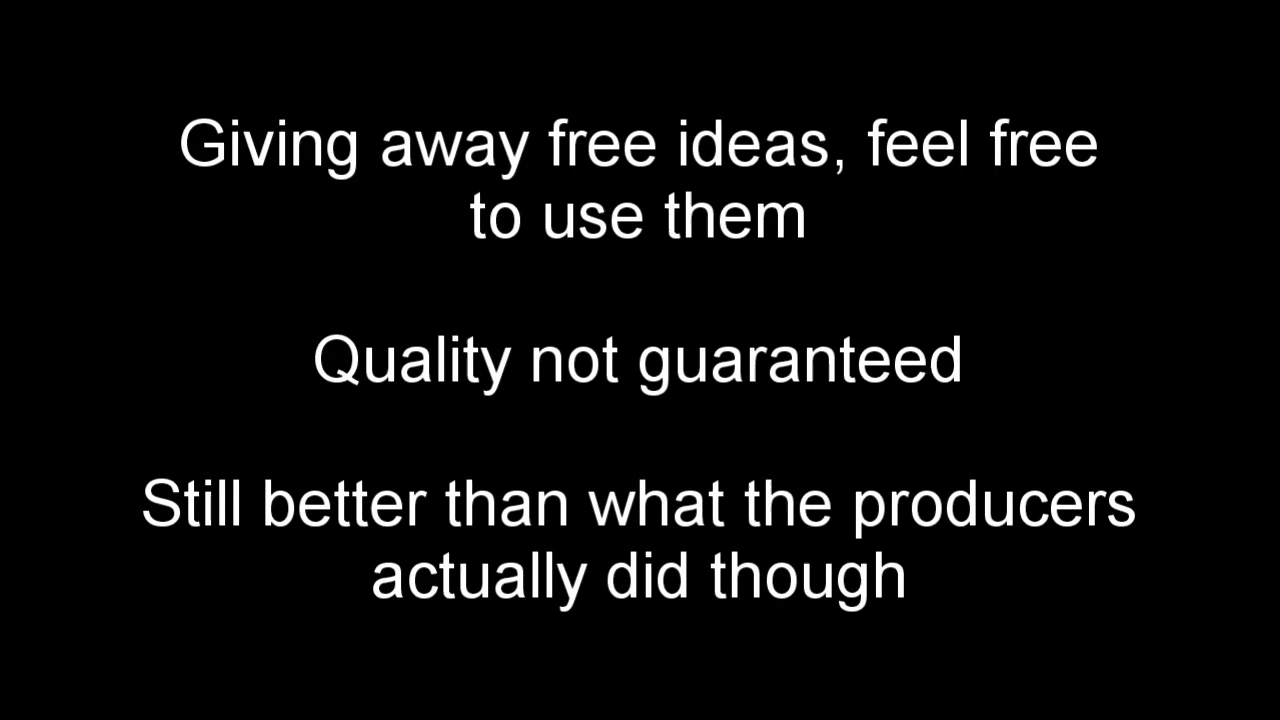 Giving away free ideas, feel free
to use them
Quality not guaranteed
Still better than what the producers
actually did though